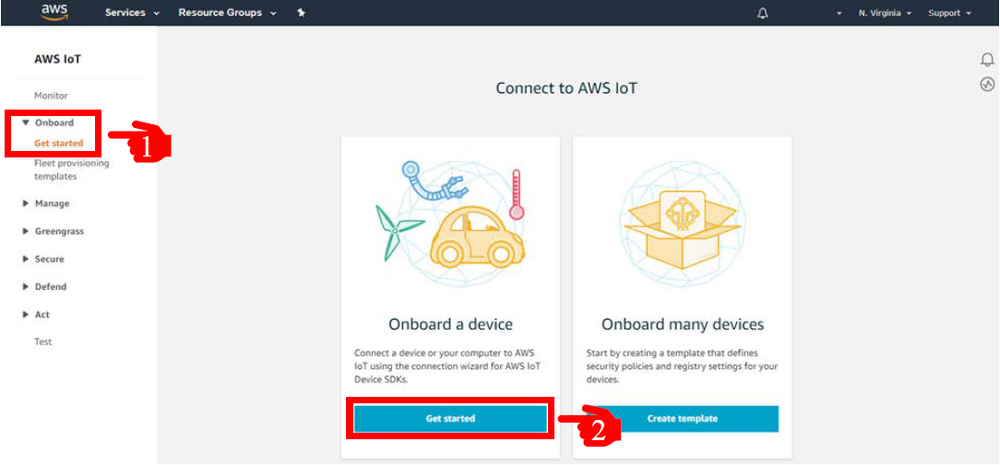 aws Services Resource Groups N. Virginia Support
AWS IoT
Monitor
Onboard
Get started
1
Fleet provisioning
templates
Manage
Greengrass
Secure
Defend
Act
Test
Connect to AWS IoT
Onboard a device
Connect a device or your computer to AWS
IoT using the connection wizard for AWS IoT
Device SDKs.
Get started
2
Onboard many devices
Start by creating a template that defines
security policies and registry settings for your
devices.
Create template